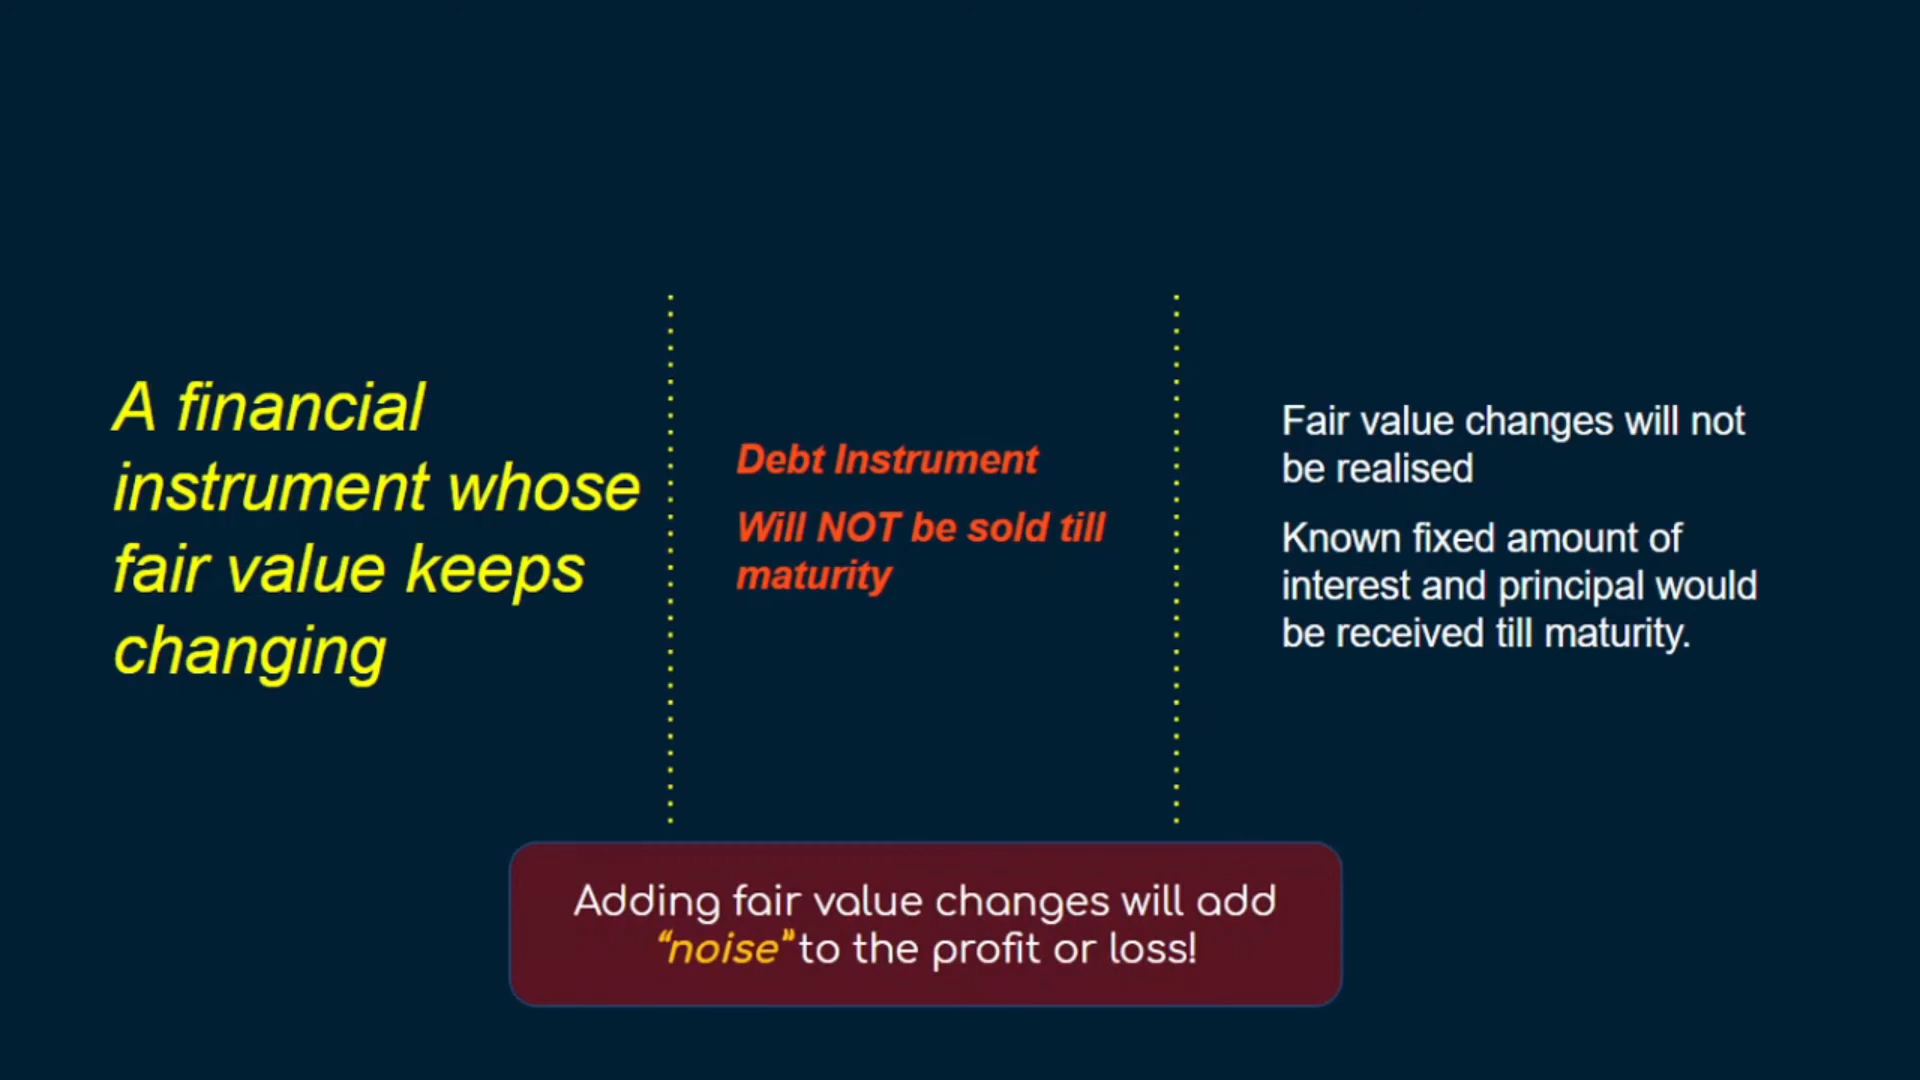 A financial
instrument whose
fair value keeps
changing
Debt Instrument
Will NOT be sold till
maturity
Fair value changes will not
be realised
Known fixed amount of
interest and principal would
be received till maturity.
Adding fair value changes will add
“noise” to the profit or loss!